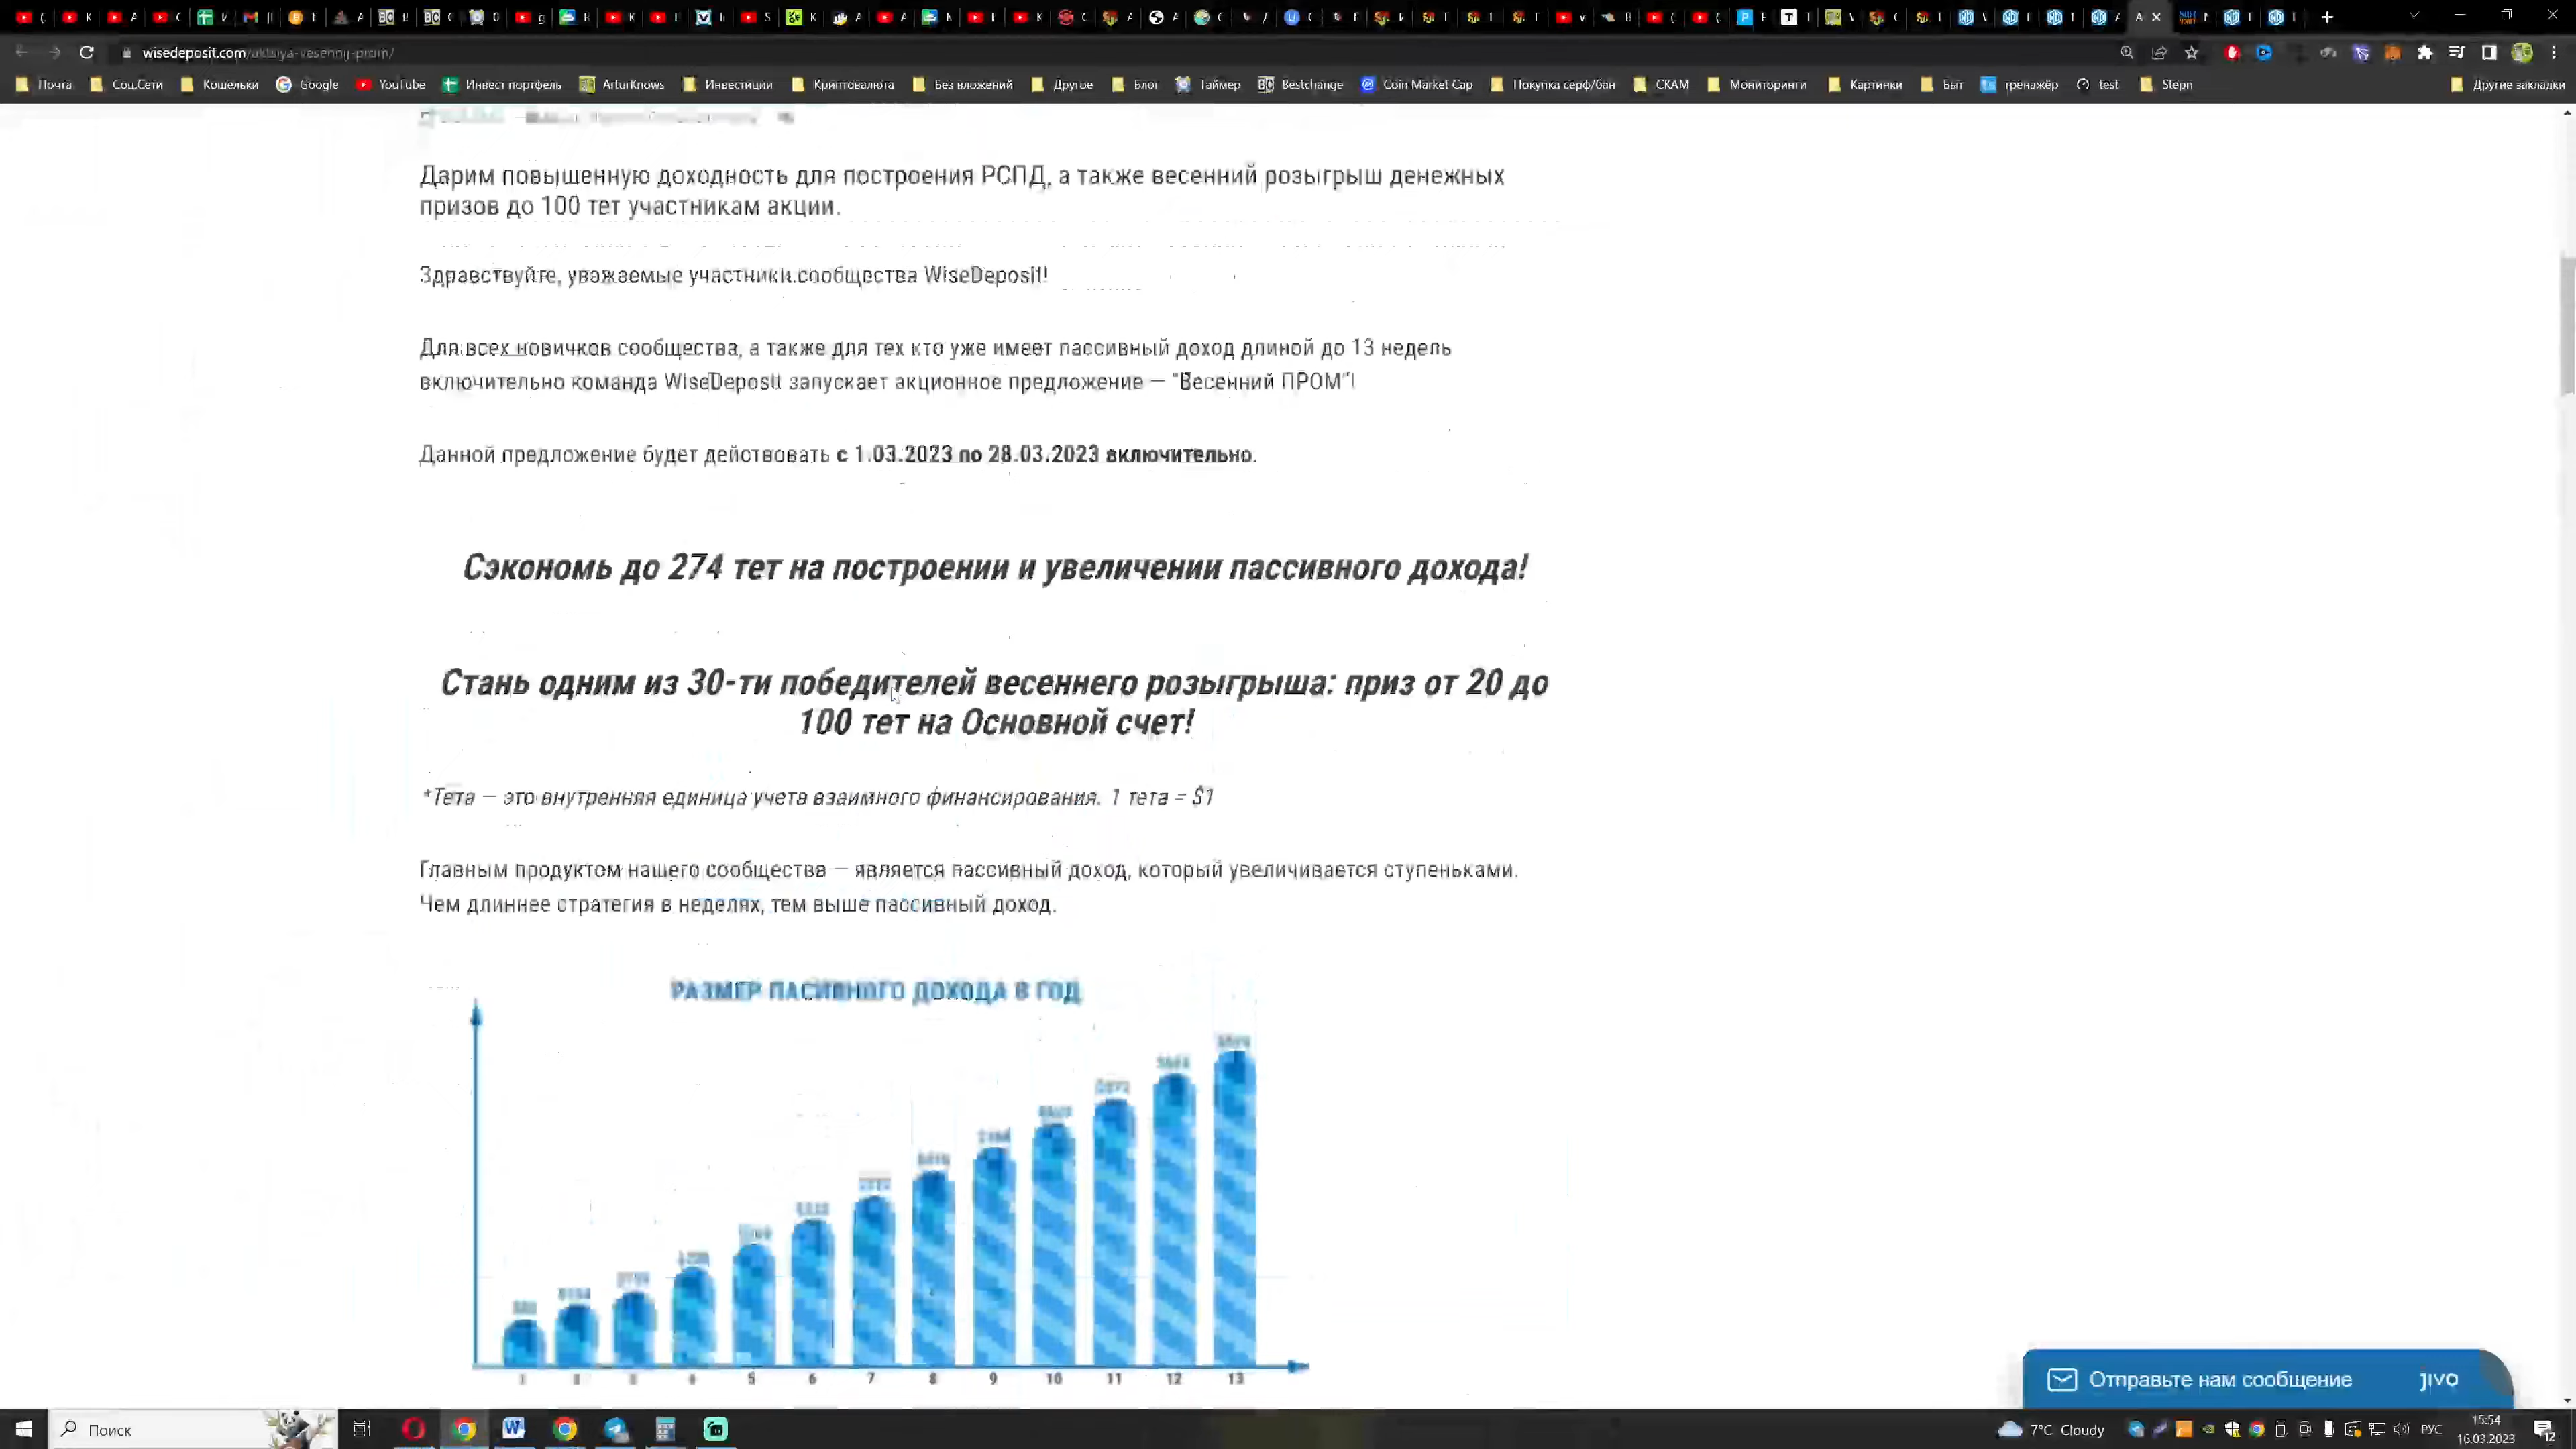 wisedeposit.com/aktsiya-vesennij-prom/
Почта
Соц.Сети
Кошельки
Google
YouTube
Инвест портфель
ArturKnows
Инвестиции
Криптовалюта
Без вложений
Другое
Блог
Таймер
Bestchange
Coin Market Cap
Покупка серф/бан
СКАМ
Мониторинги
Картинки
Быт
тренажёр
test
Stepn
Другие закладки
Дарим повышенную доходность для построения РСПД, а также весенний розыгрыш денежных
призов до 100 тет участникам акции.
Здравствуйте, уважаемые участники сообщества WiseDeposit!
Для всех новичков сообщества, а также для тех кто уже имеет пассивный доход длиной до 13 недель
включительно команда WiseDeposit запускает акционное предложение — "Весенний ПРОМ"!
Данной предложение будет действовать с 1.03.2023 по 28.03.2023 включительно.
Сэкономь до 274 тет на построении и увеличении пассивного дохода!
Стань одним из 30-ти победителей весеннего розыгрыша: приз от 20 до
100 тет на Основной счет!
*Тета — это внутренняя единица учета взаимного финансирования. 1 тета = $1
Главным продуктом нашего сообщества — является пассивный доход, который увеличивается ступеньками.
Чем длиннее стратегия в неделях, тем выше пассивный доход.
РАЗМЕР ПАСИВНОГО ДОХОДА В ГОД
5 6 7 8 9 10 11 12 13
Отправьте нам сообщение jivo
Поиск
7°C Cloudy
РУС
15:54
16.03.2023
12